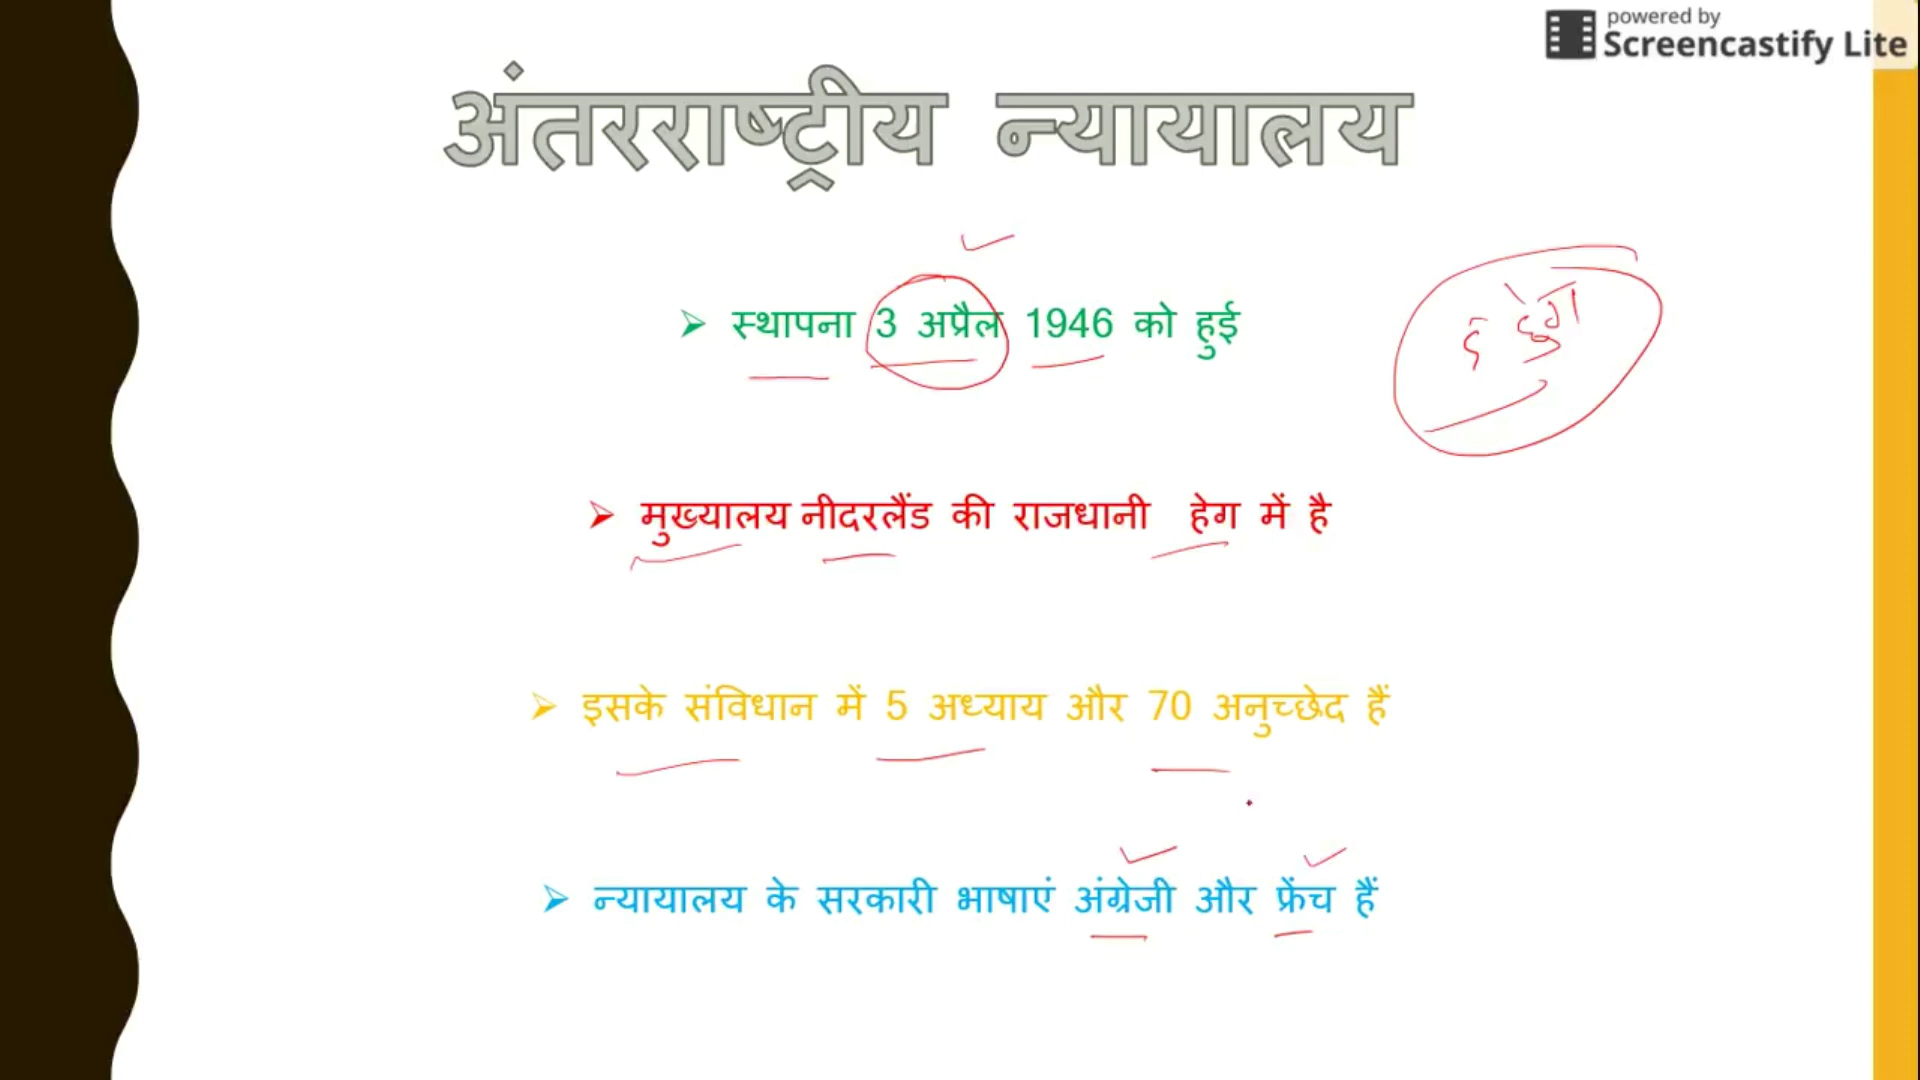 powered by
Screencastify Lite
अंतरराष्ट्रीय न्यायालय
स्थापना 3 अप्रैल 1946 को हुई
मुख्यालय नीदरलैंड की राजधानी हेग में है
इसके संविधान में 5 अध्याय और 70 अनुच्छेद हैं
न्यायालय के सरकारी भाषाएं अंग्रेजी और फ्रेंच हैं